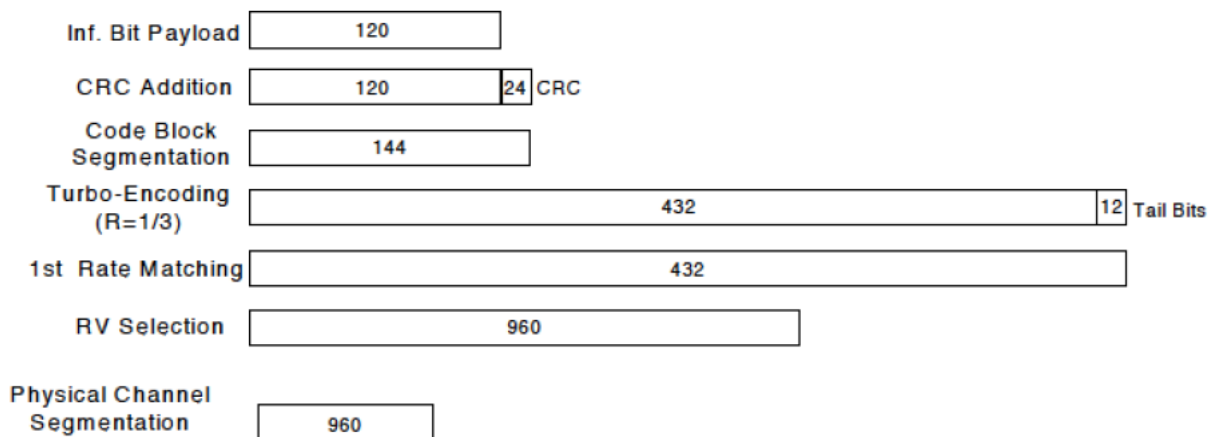 Inf. Bit Payload 120
CRC Addition 120 24 CRC
Code Block
Segmentation 144
Turbo-Encoding
(R=1/3) 432 12 Tail Bits
1st Rate Matching 432
RV Selection 960
Physical Channel
Segmentation 960